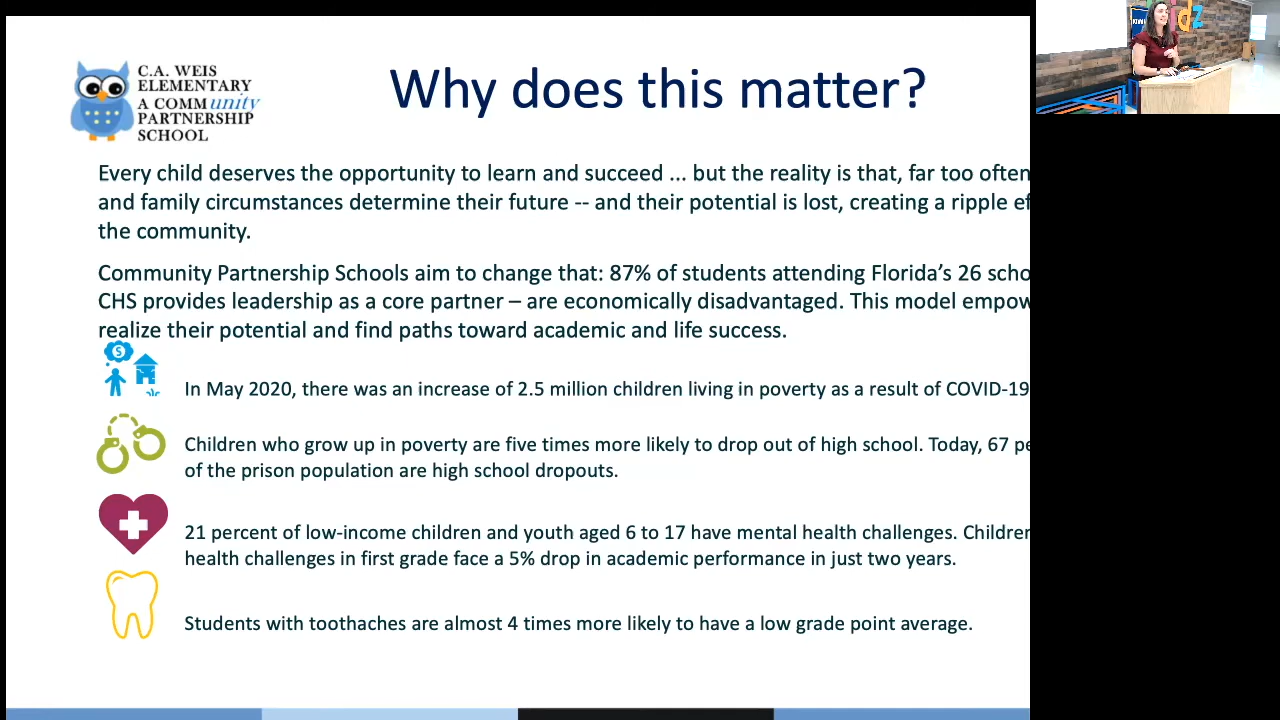 C.A. WEIS
ELEMENTARY
A COMMunity
PARTNERSHIP
SCHOOL
Why does this matter?
Every child deserves the opportunity to learn and succeed ... but the reality is that, far too often
and family circumstances determine their future -- and their potential is lost, creating a ripple
the community.
Community Partnership Schools aim to change that: 87% of students attending Florida’s 26
CHS provides leadership as a core partner – are economically disadvantaged. This model
realize their potential and find paths toward academic and life success.
$
In May 2020, there was an increase of 2.5 million children living in poverty as a result of COVID-19
Children who grow up in poverty are five times more likely to drop out of high school. Today, 67
of the prison population are high school dropouts.
21 percent of low-income children and youth aged 6 to 17 have mental health challenges. Children
health challenges in first grade face a 5% drop in academic performance in just two years.
Students with toothaches are almost 4 times more likely to have a low grade point average.